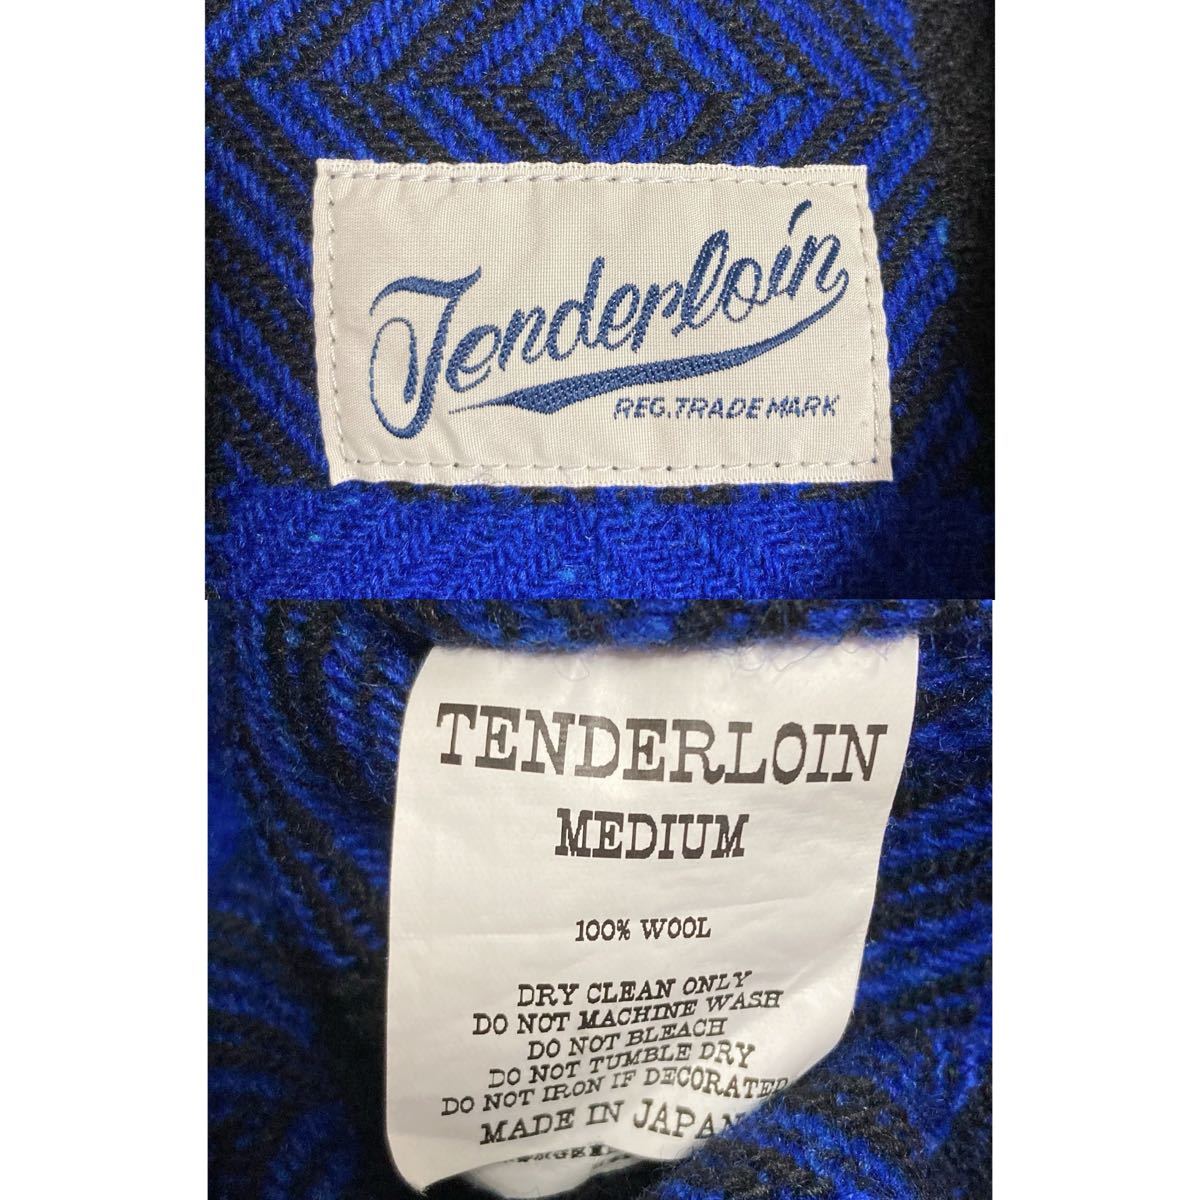 Tenderloin
REG. TRADE MARK
TENDERLOIN
MEDIUM
100% WOOL
DRY CLEAN ONLY
DO NOT MACHINE WASH
DO NOT BLEACH
DO NOT TUMBLE DRY
DO NOT IRON IF DECORATED
MADE IN JAPAN